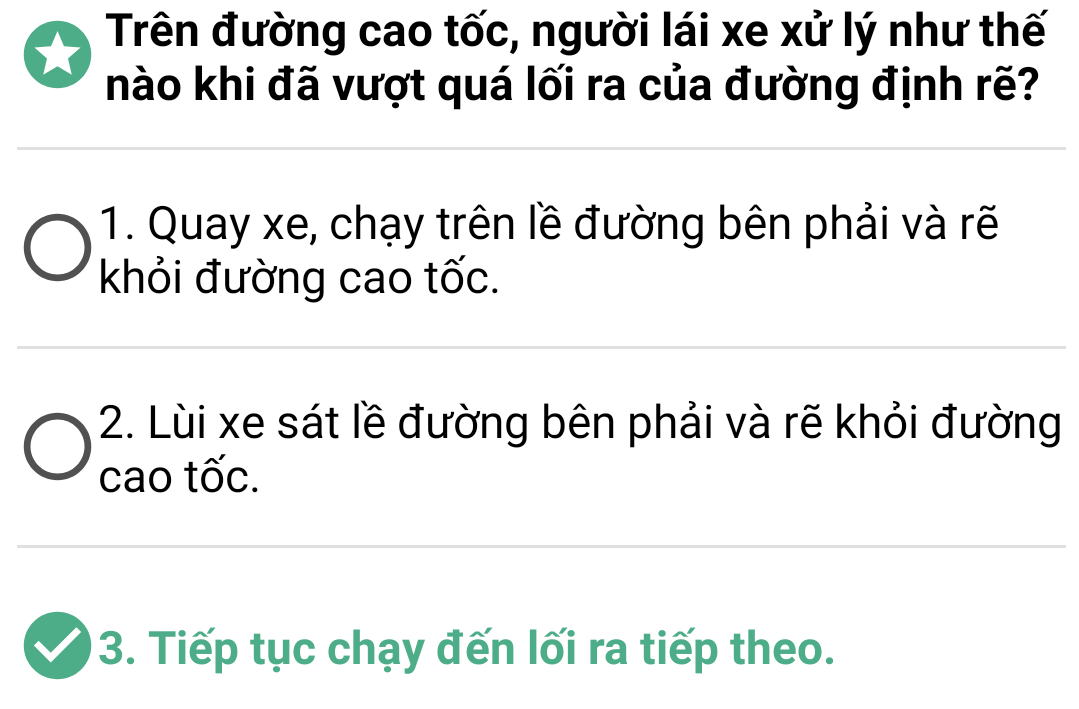 Trên đường cao tốc, người lái xe xử lý như thế
nào khi đã vượt quá lối ra của đường định rẽ?
1. Quay xe, chạy trên lề đường bên phải và rẽ
khỏi đường cao tốc.
2. Lùi xe sát lề đường bên phải và rẽ khỏi đường
cao tốc.
3. Tiếp tục chạy đến lối ra tiếp theo.